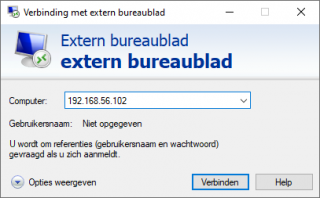 Verbinding met extern bureaublad
Extern bureaublad
extern bureaublad
Computer: 192.168.56.102
Gebruikersnaam: Niet opgegeven
U wordt om referenties (gebruikersnaam en wachtwoord)
gevraagd als u zich aanmeldt.
Opties weergeven Verbinden Help